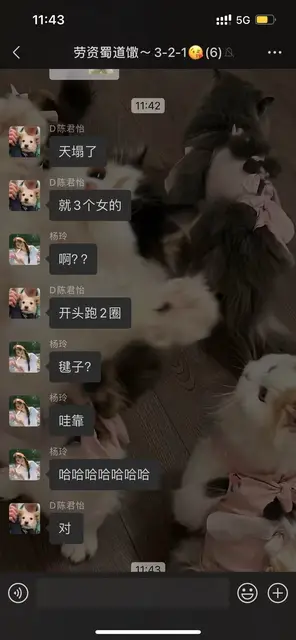 11:43
5G
劳资蜀道馓～3-2-1😘(6)
11:42
D陈君怡
天塌了
D陈君怡
就3个女的
杨玲
啊??
D陈君怡
开头跑2圈
杨玲
毽子?
杨玲
哇靠
杨玲
哈哈哈哈哈哈哈
D陈君怡
对
11:43